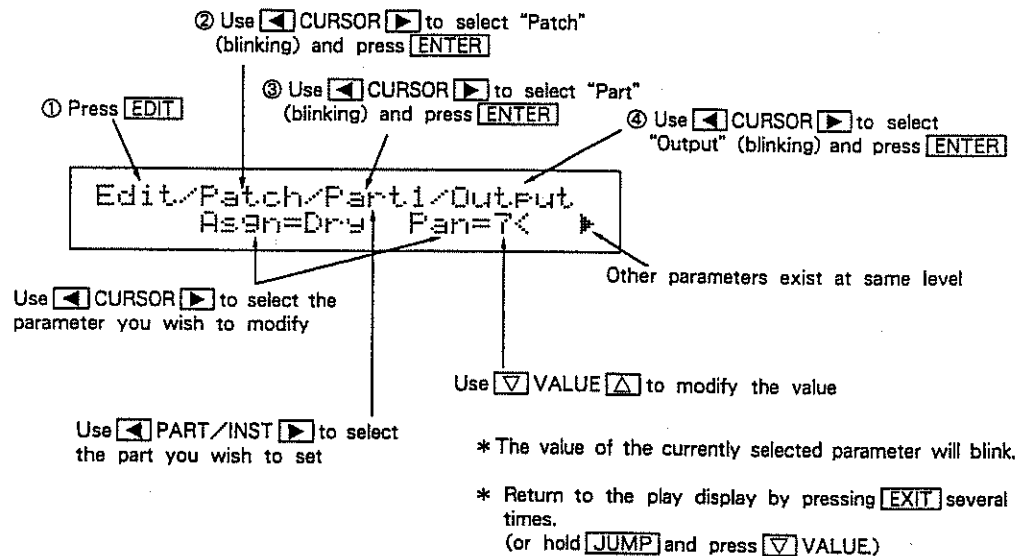 ② Use ◀ CURSOR ▶ to select “Patch”
(blinking) and press ENTER
③ Use ◀ CURSOR ▶ to select “Part”
(blinking) and press ENTER
① Press EDIT
④ Use ◀ CURSOR ▶ to select
“Output” (blinking) and press ENTER
Edit/Patch/Part1/Output
Asgn=Dry Pan=7< ▶
Other parameters exist at same level
Use ◀ CURSOR ▶ to select the
parameter you wish to modify
Use ▽ VALUE △ to modify the value
Use ◀ PART/INST ▶ to select
the part you wish to set
* The value of the currently selected parameter will blink.
* Return to the play display by pressing EXIT several
times.
(or hold JUMP and press ▽ VALUE.)